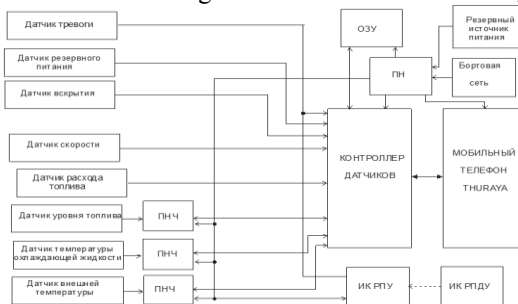 Датчик тревоги
Датчик резервного
питания
Датчик вскрытия
Датчик скорости
Датчик расхода
топлива
Датчик уровня топлива
Датчик температуры
охлаждающей жидкости
Датчик внешней
температуры
ПНЧ
ПНЧ
ПНЧ
ОЗУ
ПН
Резервный
источник
питания
Бортовая
сеть
КОНТРОЛЛЕР
ДАТЧИКОВ
МОБИЛЬНЫЙ
ТЕЛЕФОН
THURAYA
ИК РПУ
ИК РПДУ